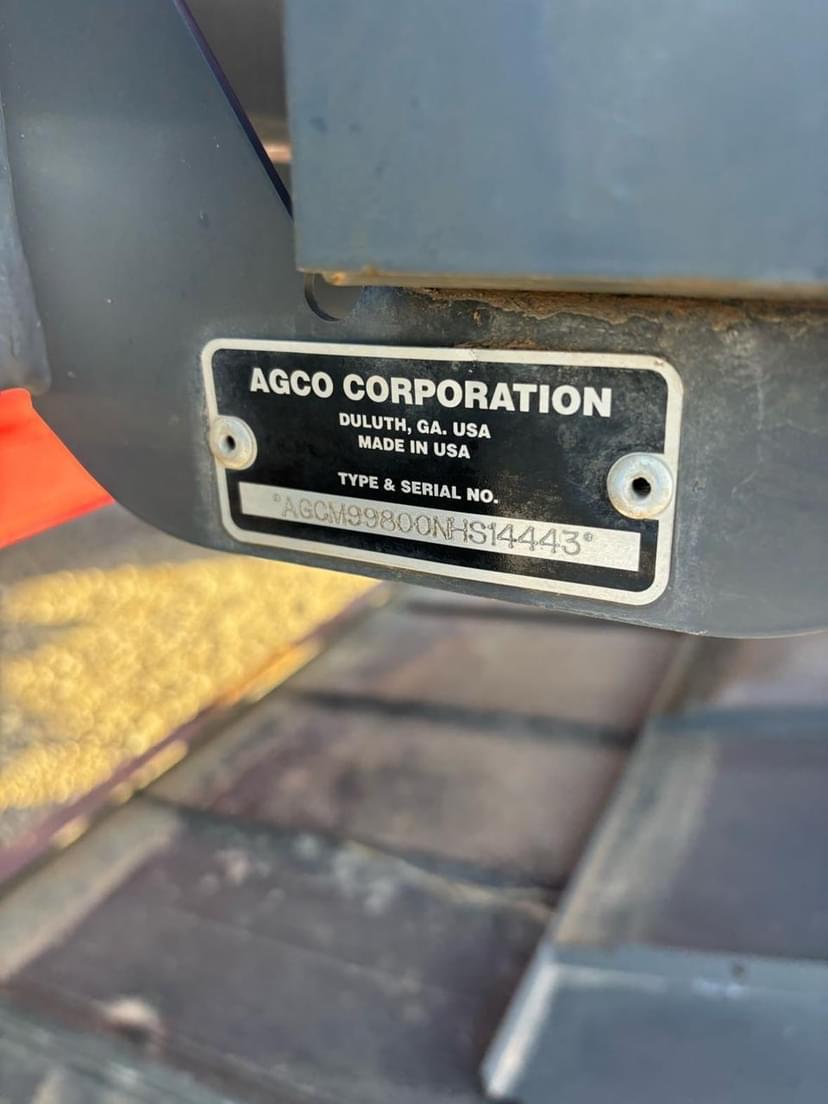 AGCO CORPORATION
DULUTH, GA. USA
MADE IN USA
TYPE & SERIAL NO.
*AGCM99800NHS14443*